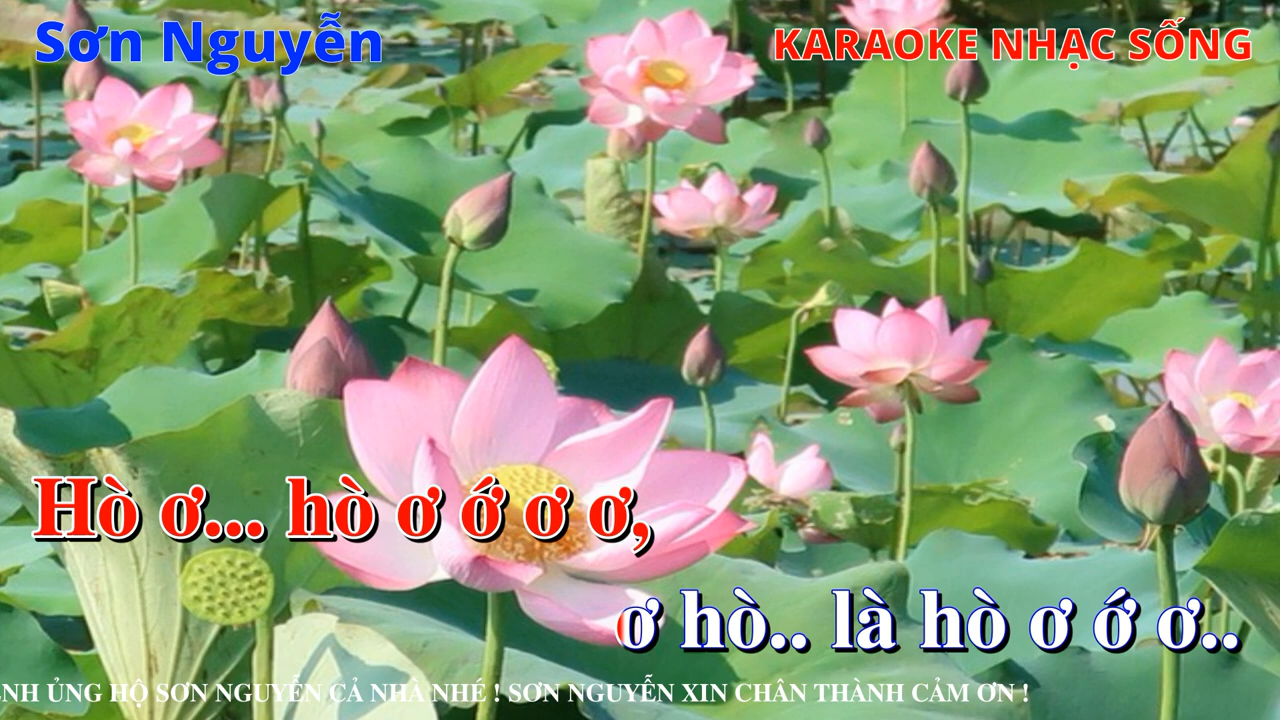 Sơn Nguyễn
KARAOKE NHẠC SỐNG
Hò ơ... hò ơ ớ ơ ơ,
ơ hò.. là hò ơ ớ ơ..
ỦNG HỘ SƠN NGUYỄN CẢ NHÀ NHÉ ! SƠN NGUYỄN XIN CHÂN THÀNH CẢM ƠN !